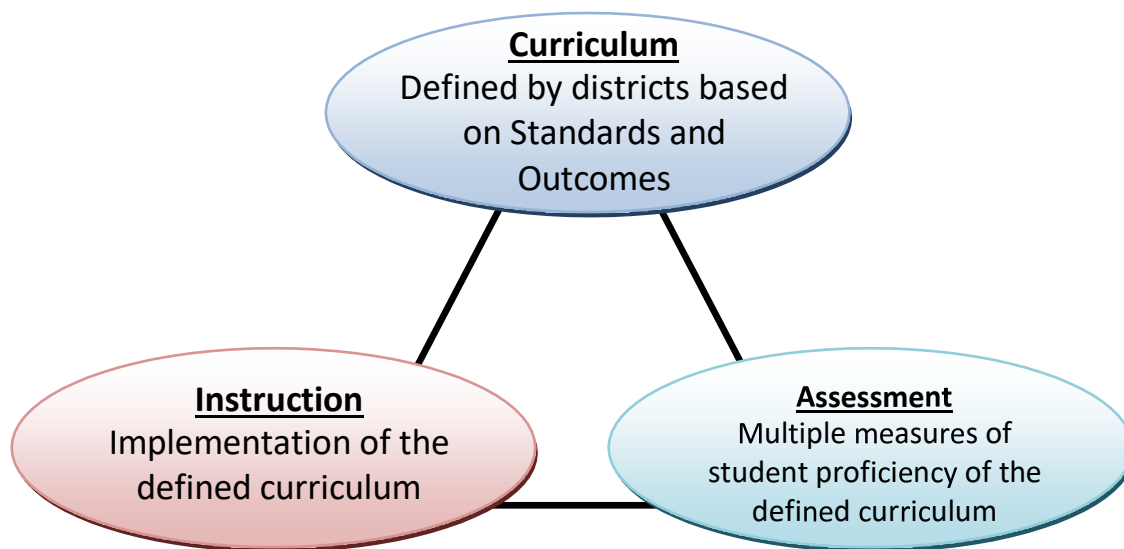 Curriculum
Defined by districts based
on Standards and
Outcomes
Instruction
Implementation of the
defined curriculum
Assessment
Multiple measures of
student proficiency of the
defined curriculum